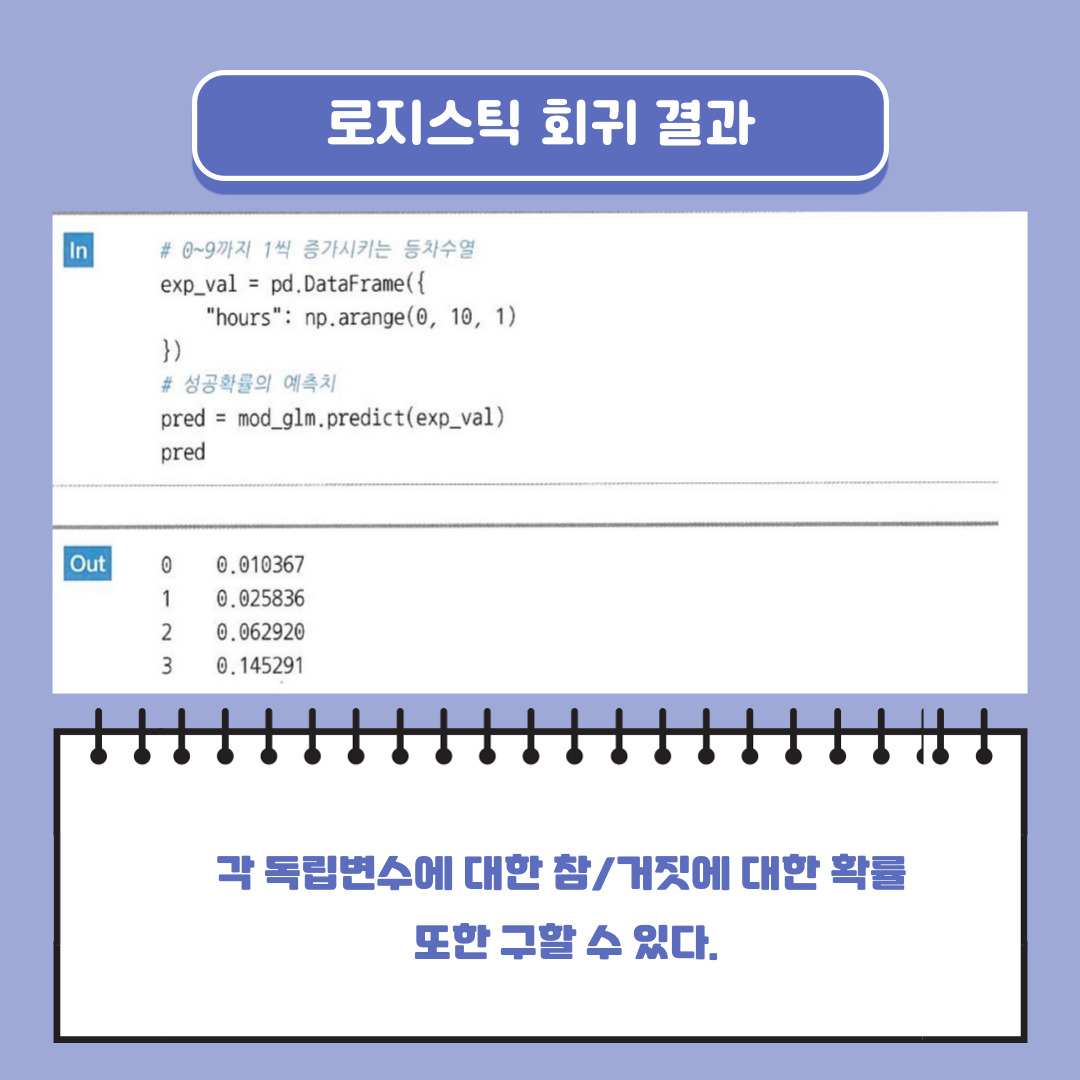 로지스틱 회귀 결과
In
# 0~9까지 1씩 증가시키는 등차수열
exp_val = pd.DataFrame({
"hours": np.arange(0, 10, 1)
})
# 성공확률의 예측치
pred = mod_glm.predict(exp_val)
pred
Out
0 0.010367
1 0.025836
2 0.062920
3 0.145291
각 독립변수에 대한 참/거짓에 대한 확률
또한 구할 수 있다.